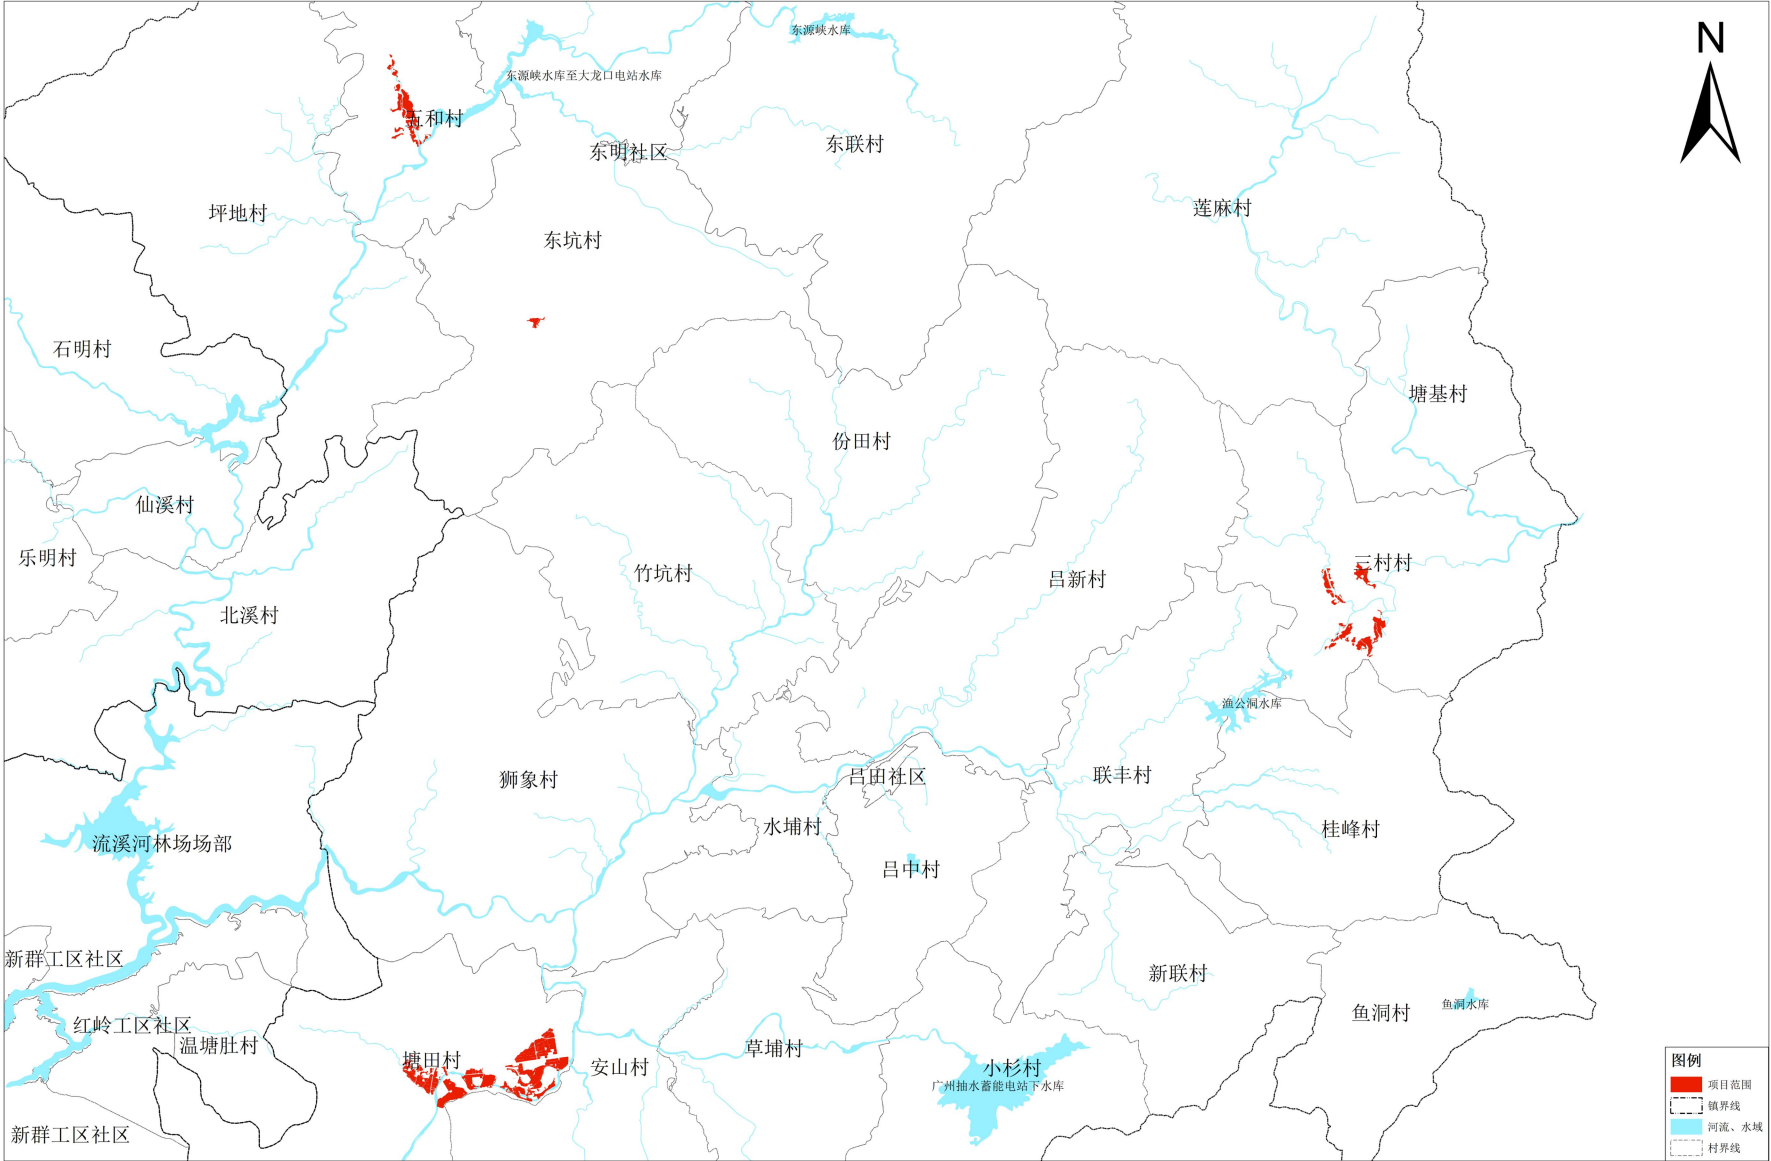 东源峡水库
N
东源峡水库至大龙口电站水库
互和村
东明社区
东联村
坪地村
东坑村
莲麻村
石明村
塘基村
份田村
仙溪村
乐明村
竹坑村
吕新村
三村村
北溪村
渔公洞水库
狮象村
吕田社区
联丰村
水埔村
桂峰村
流溪河林场场部
吕中村
新群工区社区
新联村
鱼洞村
鱼洞水库
红岭工区社区
温塘肚村
塘田村
安山村
草埔村
小杉村
广州抽水蓄能电站下水库
新群工区社区
图例
项目范围
镇界线
河流、水域
村界线